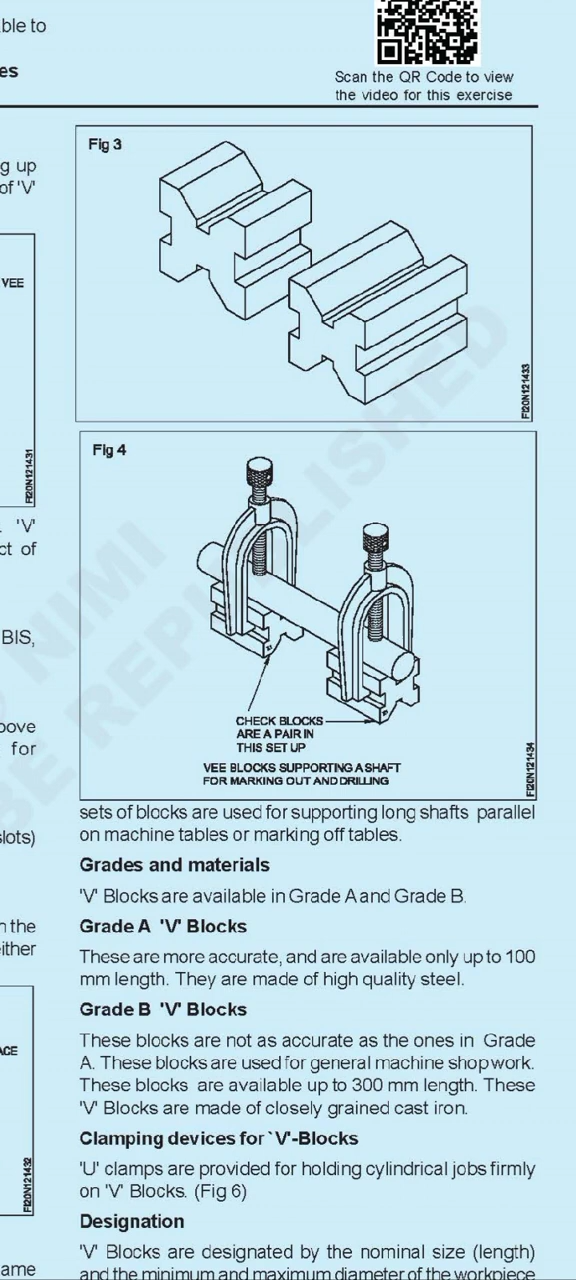 ble to
es
Scan the QR Code to view
the video for this exercise
g up
of 'V'
VEE
FI20N121431
'V'
ct of
BIS,
pove
for
slots)
n the
ither
ACE
FI20N121432
ame
Fig 3
FI20N121433
Fig 4
CHECK BLOCKS
ARE A PAIR IN
THIS SET UP
VEE BLOCKS SUPPORTING A SHAFT
FOR MARKING OUT AND DRILLING
FI20N121434
sets of blocks are used for supporting long shafts parallel
on machine tables or marking off tables.
Grades and materials
'V' Blocks are available in Grade A and Grade B.
Grade A 'V' Blocks
These are more accurate, and are available only up to 100
mm length. They are made of high quality steel.
Grade B 'V' Blocks
These blocks are not as accurate as the ones in Grade
A. These blocks are used for general machine shop work.
These blocks are available up to 300 mm length. These
'V' Blocks are made of closely grained cast iron.
Clamping devices for `V'-Blocks
'U' clamps are provided for holding cylindrical jobs firmly
on 'V' Blocks. (Fig 6)
Designation
'V' Blocks are designated by the nominal size (length)
and the minimum and maximum diameter of the workpiece
© NIMI
BE REPUBLISHED